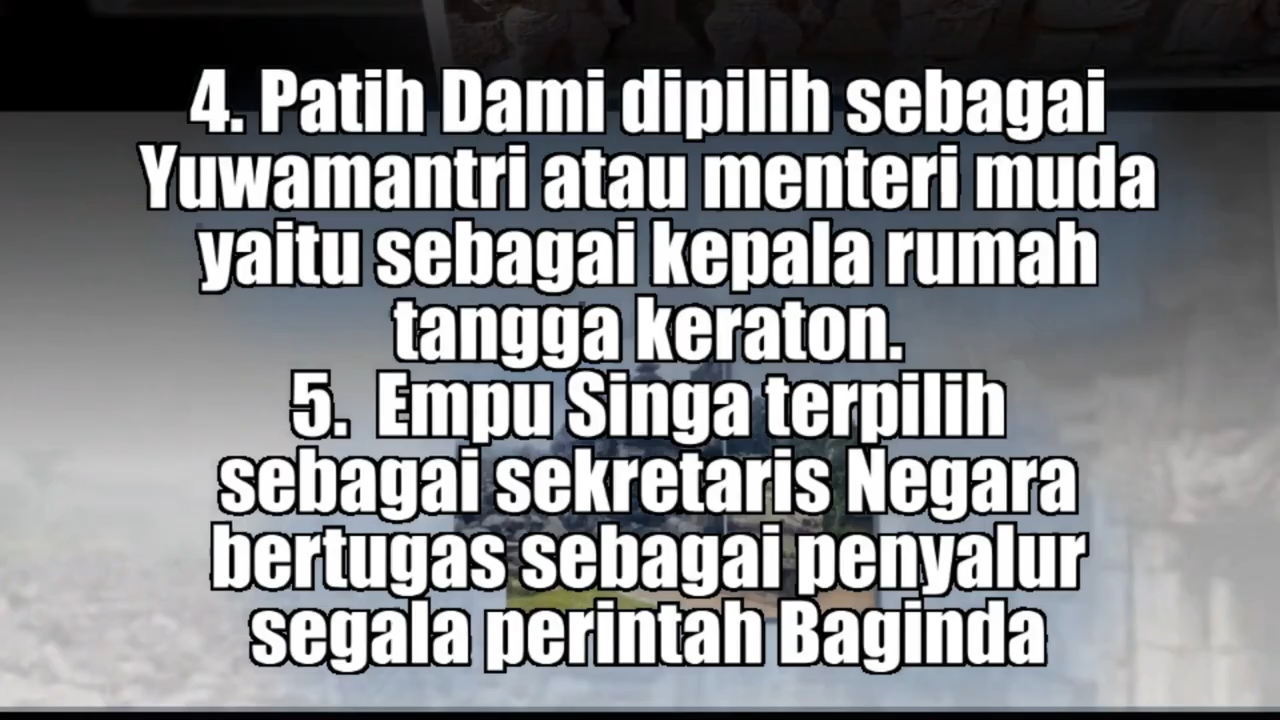 4. Patih Dami dipilih sebagai
Yuwamantri atau menteri muda
yaitu sebagai kepala rumah
tangga keraton.
5.  Empu Singa terpilih
sebagai sekretaris Negara
bertugas sebagai penyalur
segala perintah Baginda